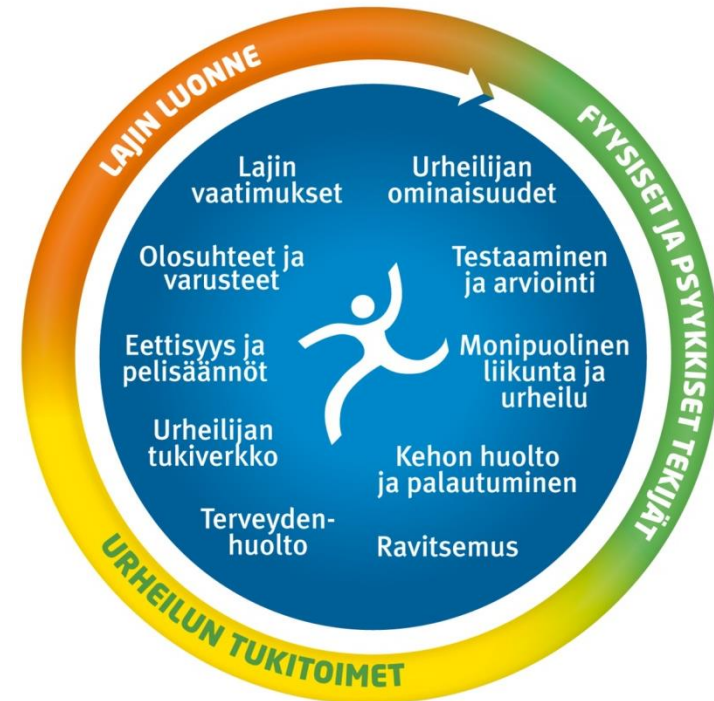 LAJIN LUONNE
FYYSISET JA PSYYKKISET TEKIJÄT
URHEILUN TUKITOIMET
Lajin
vaatimukset
Urheilijan
ominaisuudet
Olosuhteet ja
varusteet
Testaaminen
ja arviointi
Eettisyys ja
pelisäännöt
Monipuolinen
liikunta ja
urheilu
Urheilijan
tukiverkko
Kehon huolto
ja palautuminen
Terveyden-
huolto
Ravitsemus